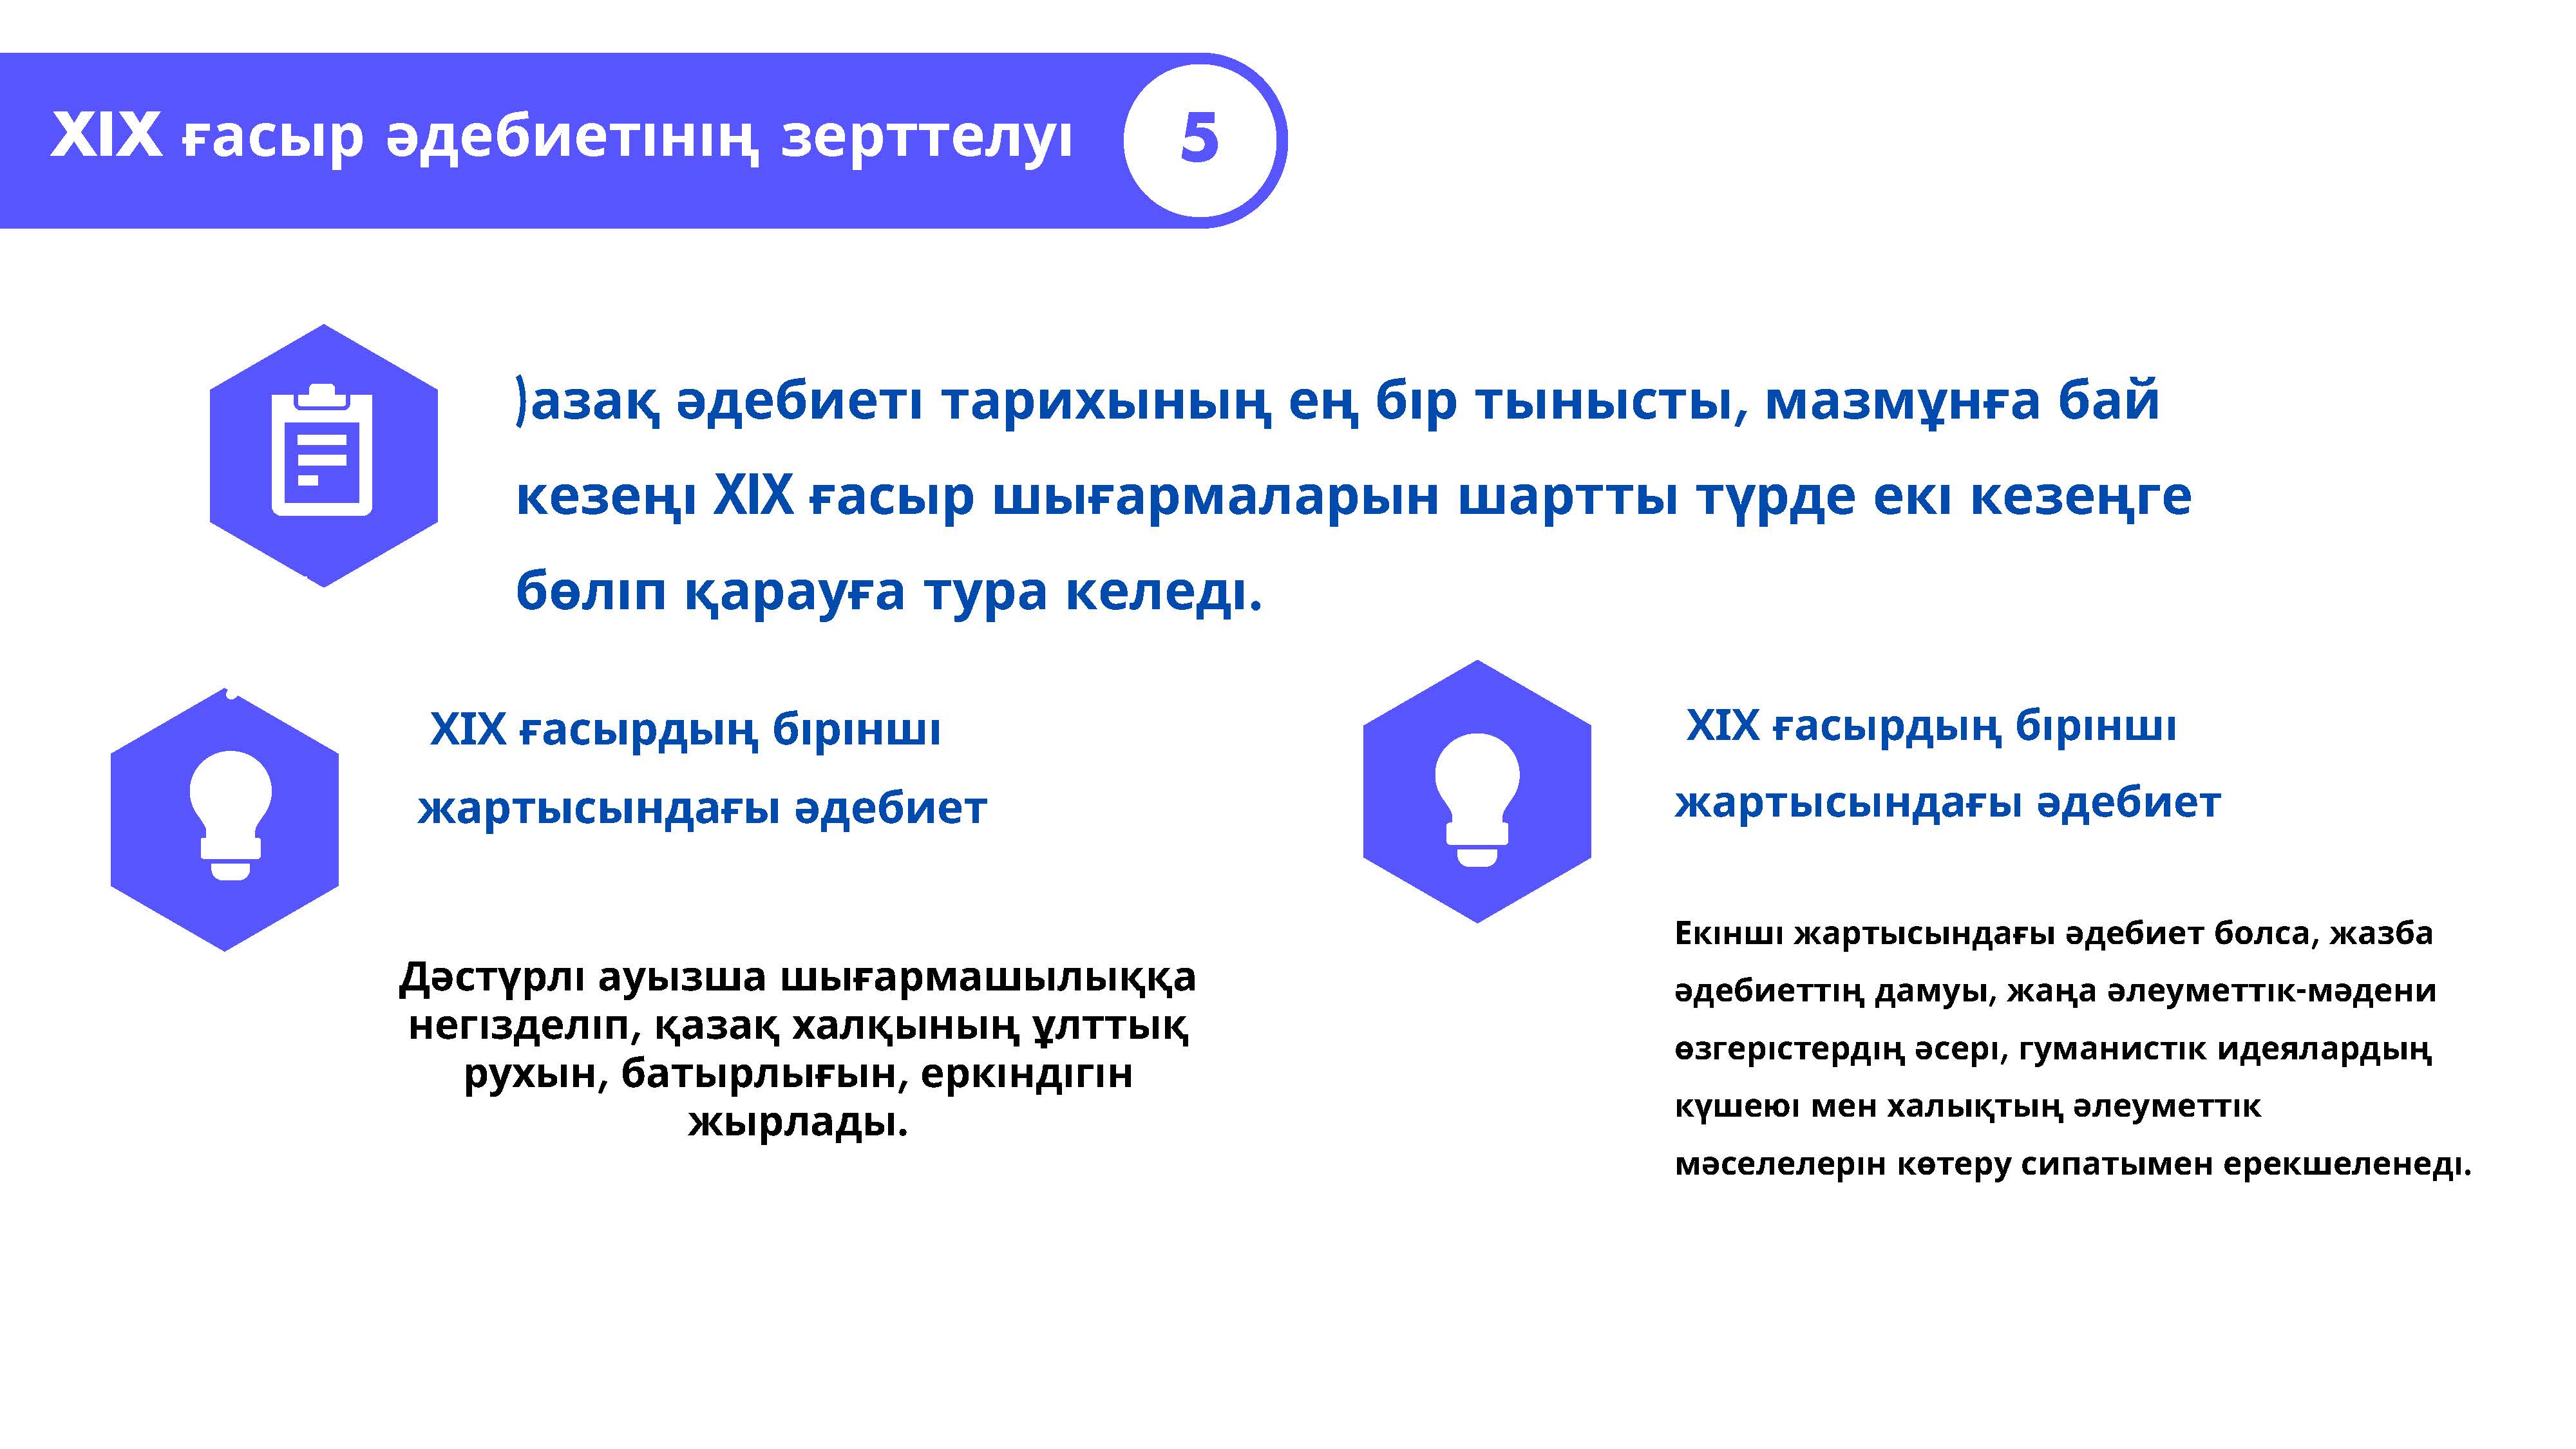 XIX ғасыр әдебиетінің зерттелуі
5
)азақ әдебиеті тарихының ең бір тынысты, мазмұнға бай
кезеңі XIX ғасыр шығармаларын шартты түрде екі кезеңге
бөліп қарауға тура келеді.
XIX ғасырдың бірінші
жартысындағы әдебиет
Дәстүрлі ауызша шығармашылыққа
негізделіп, қазақ халқының ұлттық
рухын, батырлығын, еркіндігін
жырлады.
XIX ғасырдың бірінші
жартысындағы әдебиет
Екінші жартысындағы әдебиет болса, жазба
әдебиеттің дамуы, жаңа әлеуметтік-мәдени
өзгерістердің әсері, гуманистік идеялардың
күшеюі мен халықтың әлеуметтік
мәселелерін көтеру сипатымен ерекшеленеді.